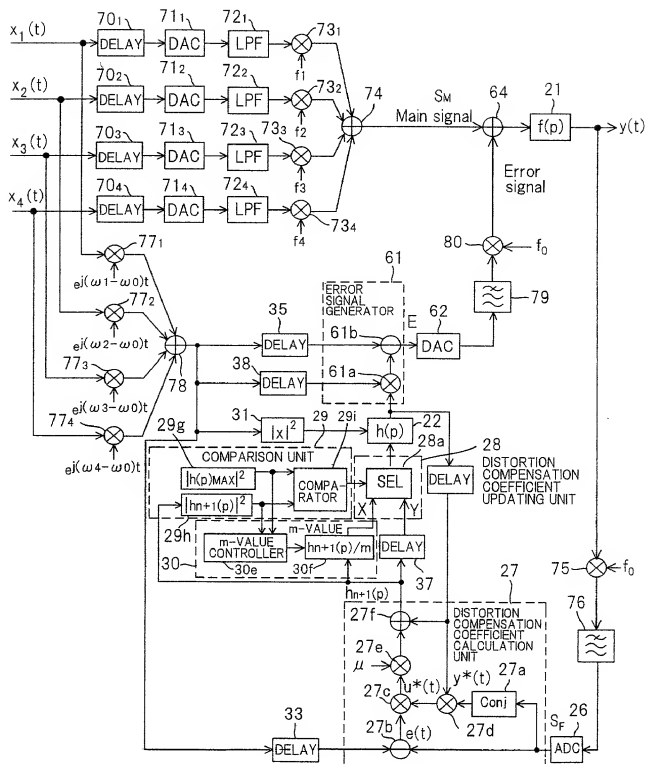 70₁ 71₁ 72₁ 73₁
x₁(t) DELAY DAC LPF
f1
70₂ 71₂ 72₂ 73₂ 74
x₂(t) DELAY DAC LPF
f2
SM
Main signal
64 21
f(p) y(t)
70₃ 71₃ 72₃ 73₃
x₃(t) DELAY DAC LPF
f3
Error
signal
70₄ 71₄ 72₄ 73₄
x₄(t) DELAY DAC LPF
f4
80 f₀
79
77₁
ej(ω1-ω0)t
77₂
ej(ω2-ω0)t
77₃
ej(ω3-ω0)t
77₄
ej(ω4-ω0)t
78
61
ERROR
SIGNAL
GENERATOR
35
DELAY
61b E 62
DAC
38
DELAY
61a
31
|x|²
29 29i
22
h(p)
28a 28
29g
COMPARISON UNIT
|h(p)MAX|²
COMPA-
RATOR
SEL
X Y
DELAY
DISTORTION
COMPENSATION
COEFFICIENT
UPDATING UNIT
|hn+1(p)|²
29h
m-VALUE
m-VALUE
CONTROLLER
30 30e
hn+1(p)/m
30f
DELAY
37
hn+1(p)
75 f₀
76
27
27f
DISTORTION
COMPENSATION
COEFFICIENT
CALCULATION
UNIT
27e
μ
u*(t) y*(t)
27c 27d
27a
Conj
33
DELAY
27b e(t)
SF
26
ADC